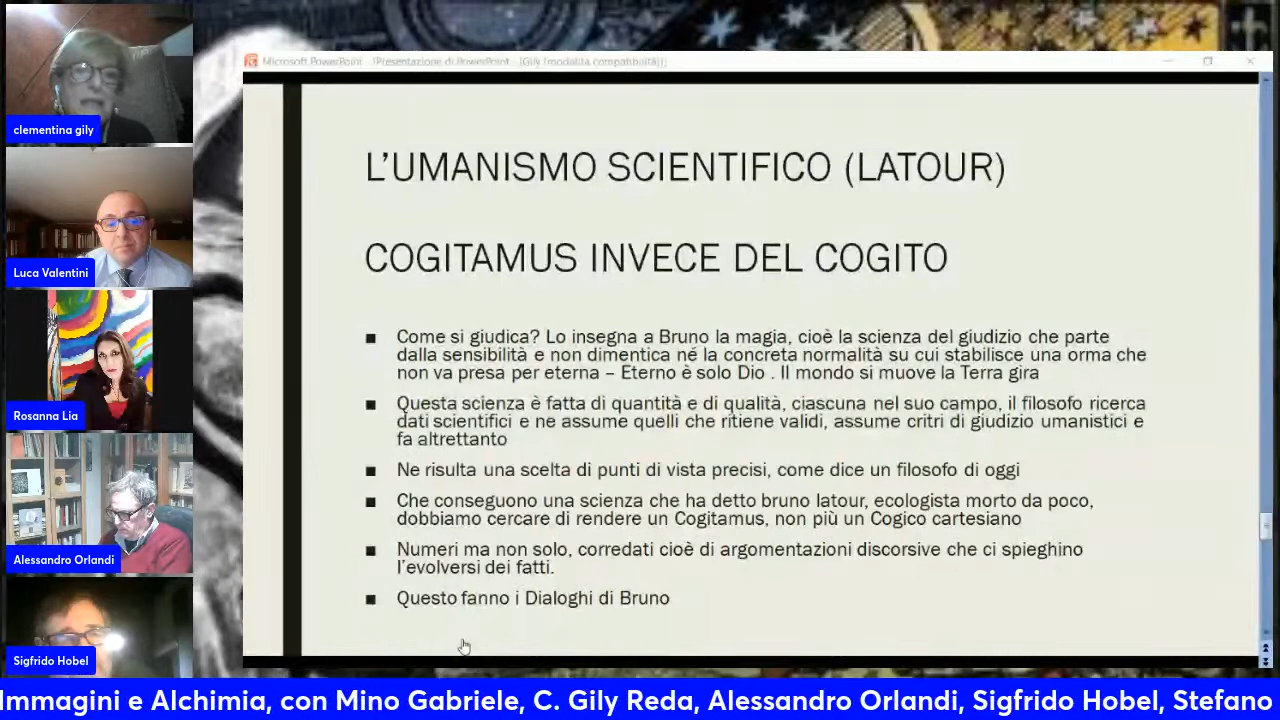 clementina gily
Luca Valentini
Rosanna Lia
Alessandro Orlandi
Sigfrido Hobel
Microsoft PowerPoint - [Presentazione di PowerPoint - [Gily [modalità compatibilità]]
L'UMANISMO SCIENTIFICO (LATOUR)
COGITAMUS INVECE DEL COGITO
■ Come si giudica? Lo insegna a Bruno la magia, cioè la scienza del giudizio che parte
dalla sensibilità e non dimentica né la concreta normalità su cui stabilisce una orma che
non va presa per eterna – Eterno è solo Dio . Il mondo si muove la Terra gira
■ Questa scienza è fatta di quantità e di qualità, ciascuna nel suo campo, il filosofo ricerca
dati scientifici e ne assume quelli che ritiene validi, assume critri di giudizio umanistici e
fa altrettanto
■ Ne risulta una scelta di punti di vista precisi, come dice un filosofo di oggi
■ Che conseguono una scienza che ha detto bruno latour, ecologista morto da poco,
dobbiamo cercare di rendere un Cogitamus, non più un Cogico cartesiano
■ Numeri ma non solo, corredati cioè di argomentazioni discorsive che ci spieghino
l'evolversi dei fatti.
■ Questo fanno i Dialoghi di Bruno
Immagini e Alchimia, con Mino Gabriele, C. Gily Reda, Alessandro Orlandi, Sigfrido Hobel, Stefano